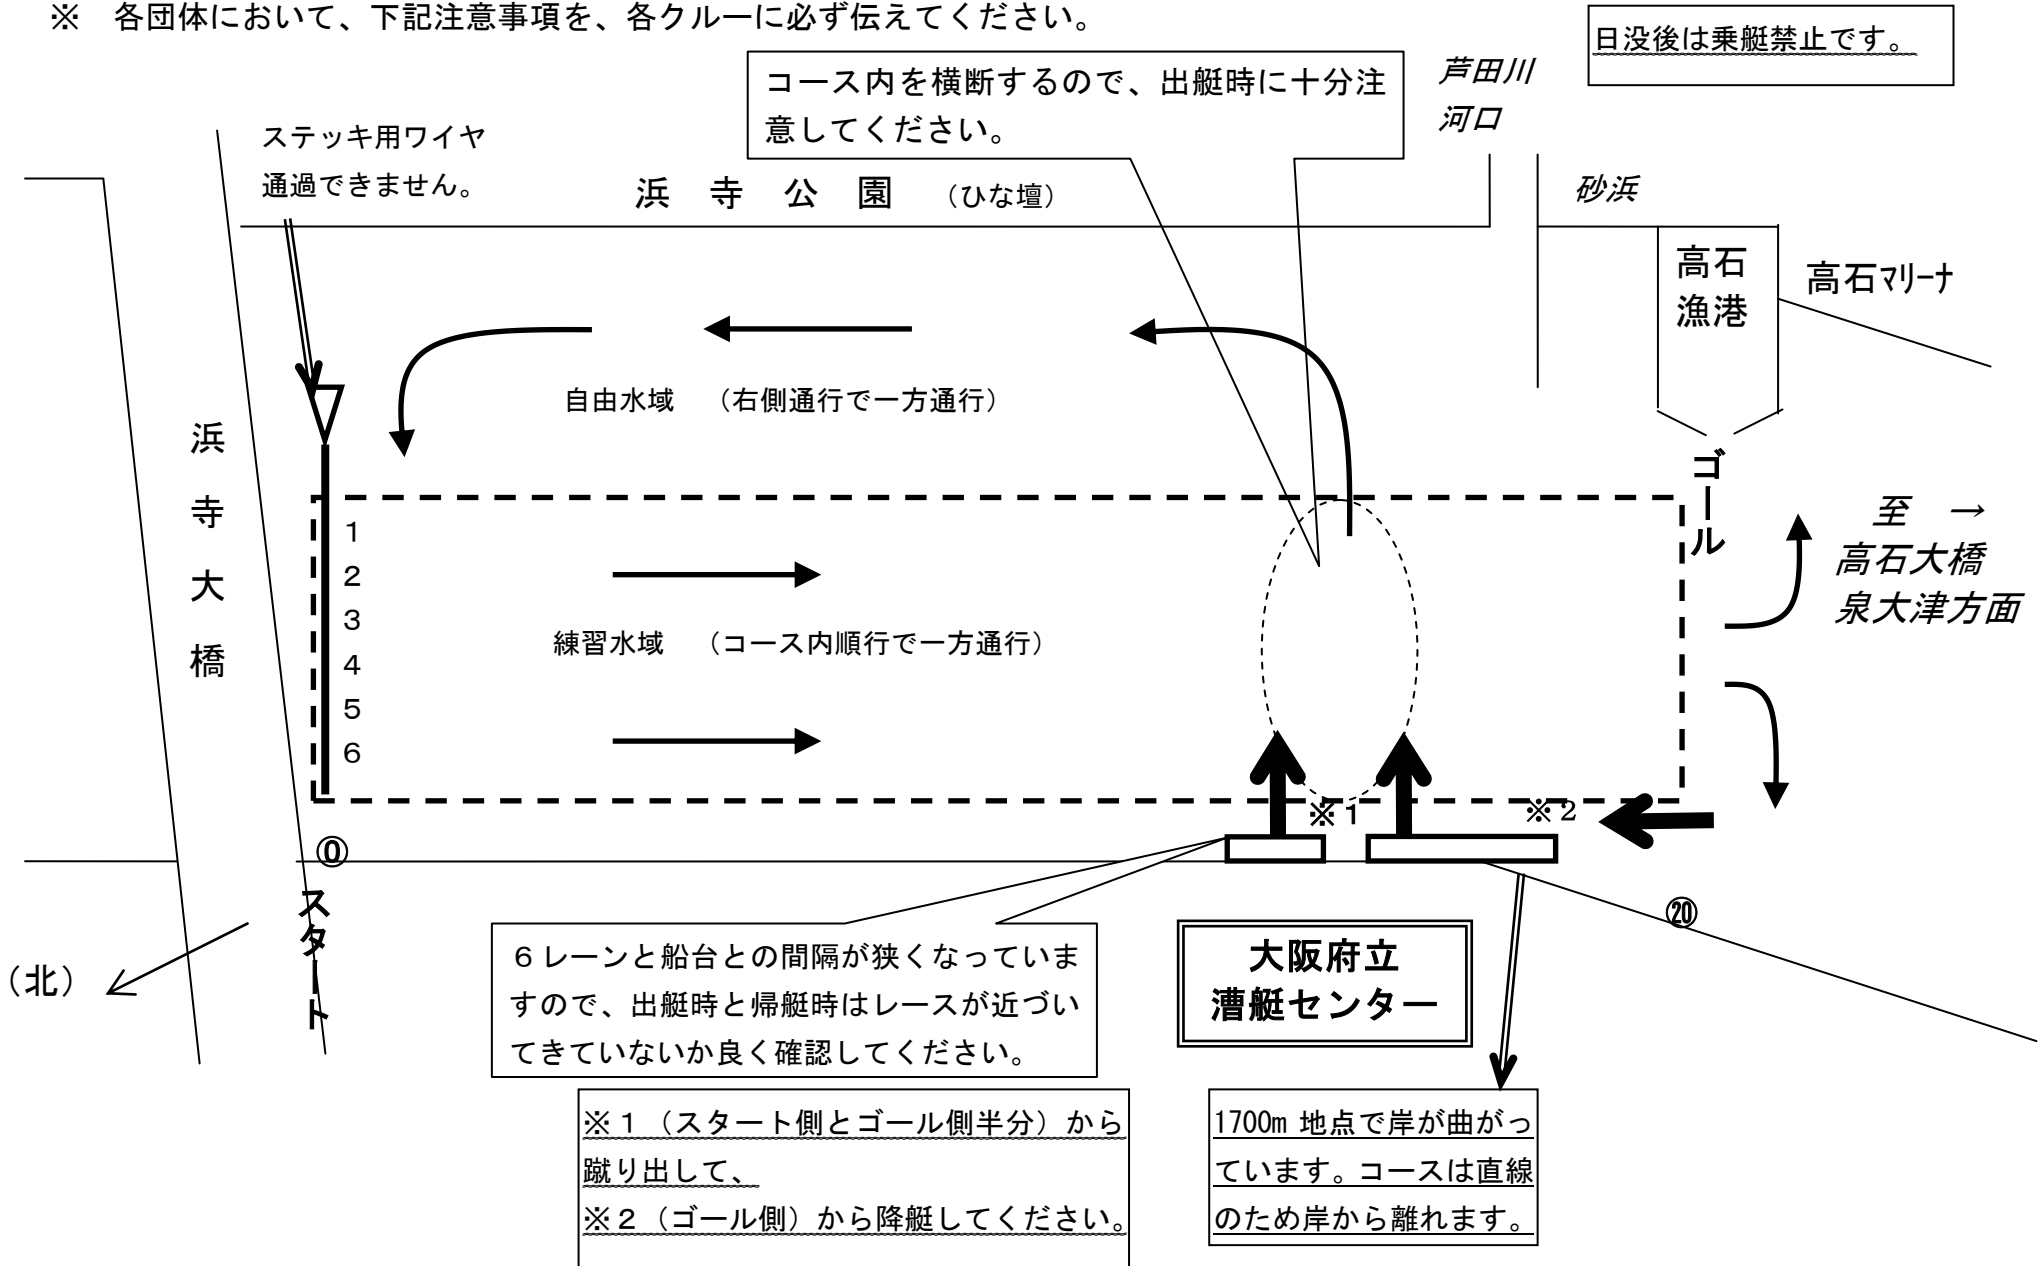 ※　各団体において、下記注意事項を、各クルーに必ず伝えてください。
日没後は乗艇禁止です。
コース内を横断するので、出艇時に十分注
意してください。
芦田川
河口
ステッキ用ワイヤ
通過できません。
浜　寺　公　園　（ひな壇）
砂浜
高石
漁港
高石ﾏﾘｰﾅ
自由水域　（右側通行で一方通行）
浜寺大橋
ゴール
至　→
高石大橋
泉大津方面
1
2
3
4
5
6
練習水域　（コース内順行で一方通行）
※１
※２
⓪
スタート
⑳
（北）
６レーンと船台との間隔が狭くなっていま
すので、出艇時と帰艇時はレースが近づい
てきていないか良く確認してください。
大阪府立
漕艇センター
※１（スタート側とゴール側半分）から
蹴り出して、
※２（ゴール側）から降艇してください。
1700m 地点で岸が曲がっ
ています。コースは直線
のため岸から離れます。